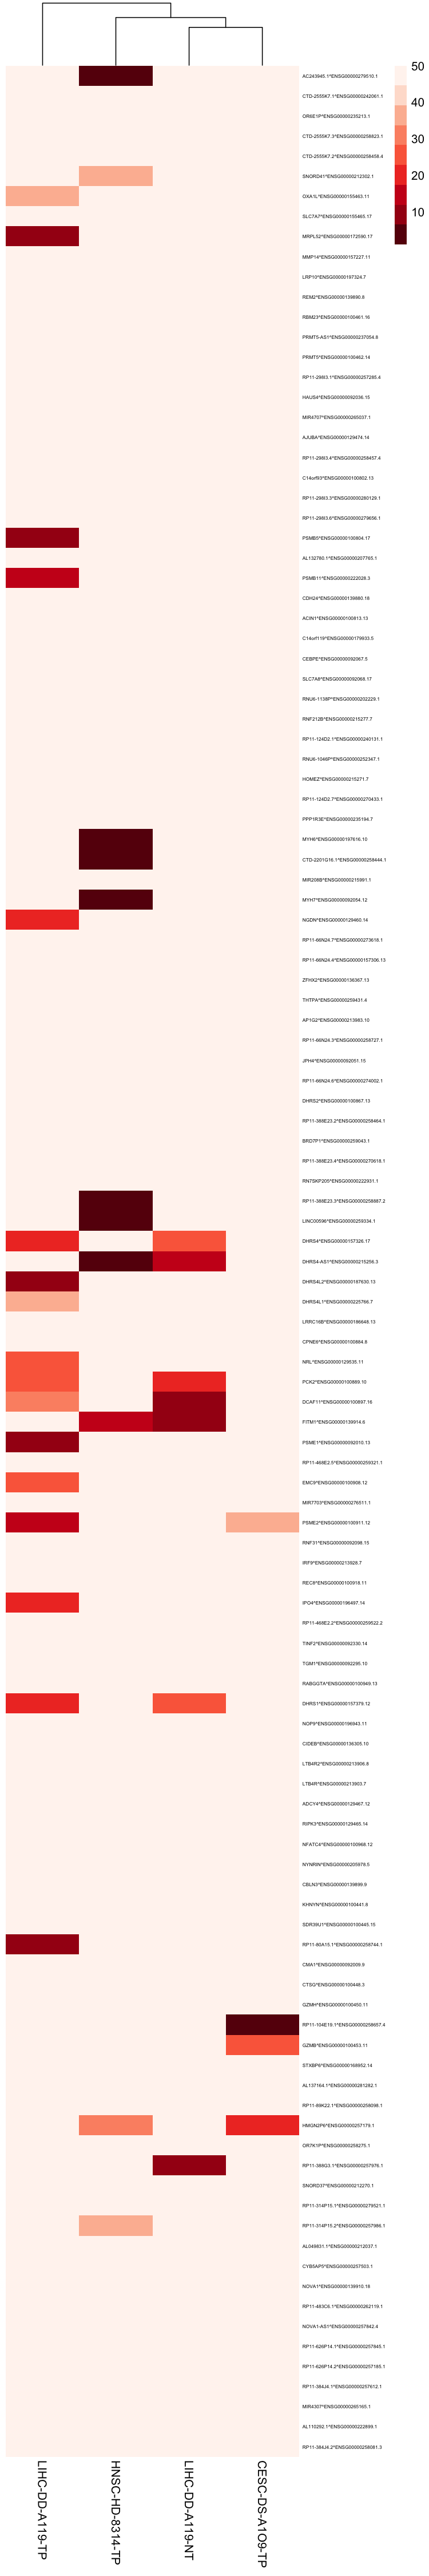 50
40
30
20
10
AC243945.1^ENSG00000279510.1
CTD-2555K7.1^ENSG00000242061.1
OR6E1P^ENSG00000235213.1
CTD-2555K7.3^ENSG00000258823.1
CTD-2555K7.2^ENSG00000258458.4
SNORD41^ENSG00000212302.1
OXA1L^ENSG00000155463.11
SLC7A7^ENSG00000155465.17
MRPL52^ENSG00000172590.17
MMP14^ENSG00000157227.11
LRP10^ENSG00000197324.7
REM2^ENSG00000139890.8
RBM23^ENSG00000100461.16
PRMT5-AS1^ENSG00000237054.8
PRMT5^ENSG00000100462.14
RP11-298I3.1^ENSG00000257285.4
HAUS4^ENSG00000092036.15
MIR4707^ENSG00000265037.1
AJUBA^ENSG00000129474.14
RP11-298I3.4^ENSG00000258457.4
C14orf93^ENSG00000100802.13
RP11-298I3.3^ENSG00000280129.1
RP11-298I3.6^ENSG00000279656.1
PSMB5^ENSG00000100804.17
AL132780.1^ENSG00000207765.1
PSMB11^ENSG00000222028.3
CDH24^ENSG00000139880.18
ACIN1^ENSG00000100813.13
C14orf119^ENSG00000179933.5
CEBPE^ENSG00000092067.5
SLC7A8^ENSG00000092068.17
RNU6-1138P^ENSG00000202229.1
RNF212B^ENSG00000215277.7
RP11-124D2.1^ENSG00000240131.1
RNU6-1046P^ENSG00000252347.1
HOMEZ^ENSG00000215271.7
RP11-124D2.7^ENSG00000270433.1
PPP1R3E^ENSG00000235194.7
MYH6^ENSG00000197616.10
CTD-2201G16.1^ENSG00000258444.1
MIR208B^ENSG00000215991.1
MYH7^ENSG00000092054.12
NGDN^ENSG00000129460.14
RP11-66N24.7^ENSG00000273618.1
RP11-66N24.4^ENSG00000157306.13
ZFHX2^ENSG00000136367.13
THTPA^ENSG00000259431.4
AP1G2^ENSG00000213983.10
RP11-66N24.3^ENSG00000258727.1
JPH4^ENSG00000092051.15
RP11-66N24.6^ENSG00000274002.1
DHRS2^ENSG00000100867.13
RP11-388E23.2^ENSG00000258464.1
BRD7P1^ENSG00000259043.1
RP11-388E23.4^ENSG00000270618.1
RN7SKP205^ENSG00000222931.1
RP11-388E23.3^ENSG00000258887.2
LINC00596^ENSG00000259334.1
DHRS4^ENSG00000157326.17
DHRS4-AS1^ENSG00000215256.3
DHRS4L2^ENSG00000187630.13
DHRS4L1^ENSG00000225766.7
LRRC16B^ENSG00000186648.13
CPNE6^ENSG00000100884.8
NRL^ENSG00000129535.11
PCK2^ENSG00000100889.10
DCAF11^ENSG00000100897.16
FITM1^ENSG00000139914.6
PSME1^ENSG00000092010.13
RP11-468E2.5^ENSG00000259321.1
EMC9^ENSG00000100908.12
MIR7703^ENSG00000276511.1
PSME2^ENSG00000100911.12
RNF31^ENSG00000092098.15
IRF9^ENSG00000213928.7
REC8^ENSG00000100918.11
IPO4^ENSG00000196497.14
RP11-468E2.2^ENSG00000259522.2
TINF2^ENSG00000092330.14
TGM1^ENSG00000092295.10
RABGGTA^ENSG00000100949.13
DHRS1^ENSG00000157379.12
NOP9^ENSG00000196943.11
CIDEB^ENSG00000136305.10
LTB4R2^ENSG00000213906.8
LTB4R^ENSG00000213903.7
ADCY4^ENSG00000129467.12
RIPK3^ENSG00000129465.14
NFATC4^ENSG00000100968.12
NYNRIN^ENSG00000205978.5
CBLN3^ENSG00000139899.9
KHNYN^ENSG00000100441.8
SDR39U1^ENSG00000100445.15
RP11-80A15.1^ENSG00000258744.1
CMA1^ENSG00000092009.9
CTSG^ENSG00000100448.3
GZMH^ENSG00000100450.11
RP11-104E19.1^ENSG00000258657.4
GZMB^ENSG00000100453.11
STXBP6^ENSG00000168952.14
AL137164.1^ENSG00000281282.1
RP11-89K22.1^ENSG00000258098.1
HMGN2P6^ENSG00000257179.1
OR7K1P^ENSG00000258275.1
RP11-386G3.1^ENSG00000257976.1
SNORD37^ENSG00000212270.1
RP11-314P15.1^ENSG00000279521.1
RP11-314P15.2^ENSG00000257986.1
AL049831.1^ENSG00000212037.1
CYB5AP5^ENSG00000257503.1
NOVA1^ENSG00000139910.18
RP11-483C6.1^ENSG00000262119.1
NOVA1-AS1^ENSG00000257842.4
RP11-626P14.1^ENSG00000257845.1
RP11-626P14.2^ENSG00000257185.1
RP11-384J4.1^ENSG00000257612.1
MIR4307^ENSG00000265165.1
AL110292.1^ENSG00000222899.1
RP11-384J4.2^ENSG00000258081.3
LIHC-DD-A119-TP
HNSC-HD-8314-TP
LIHC-DD-A119-NT
CESC-DS-A1O9-TP